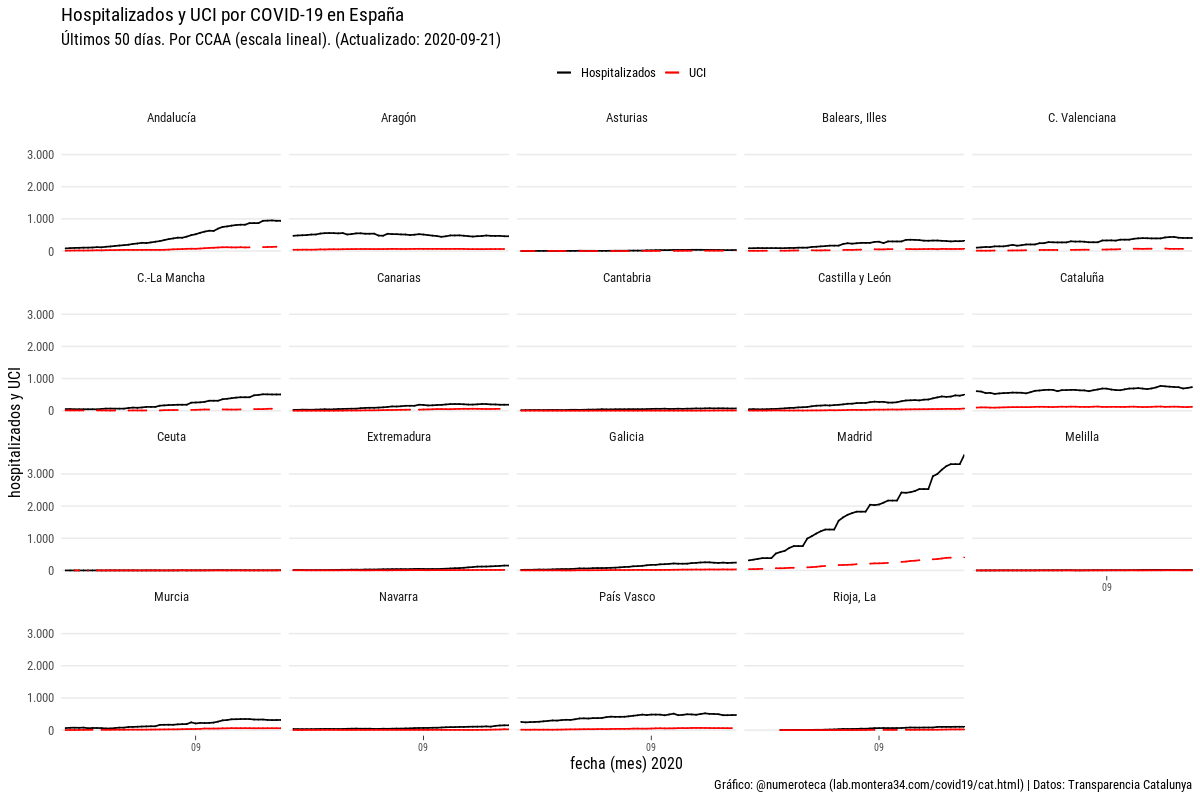 Hospitalizados y UCI por COVID-19 en España
Últimos 50 días. Por CCAA (escala lineal). (Actualizado: 2020-09-21)
Hospitalizados UCI
Andalucía Aragón Asturias Balears, Illes C. Valenciana
3.000
2.000
1.000
0
C.-La Mancha Canarias Cantabria Castilla y León Cataluña
3.000
2.000
1.000
0
Ceuta Extremadura Galicia Madrid Melilla
3.000
2.000
1.000
0
09
Murcia Navarra País Vasco Rioja, La
3.000
2.000
1.000
0
09 09 09 09
hospitalizados y UCI
fecha (mes) 2020
Gráfico: @numeroteca (lab.montera34.com/covid19/cat.html) | Datos: Transparencia Catalunya